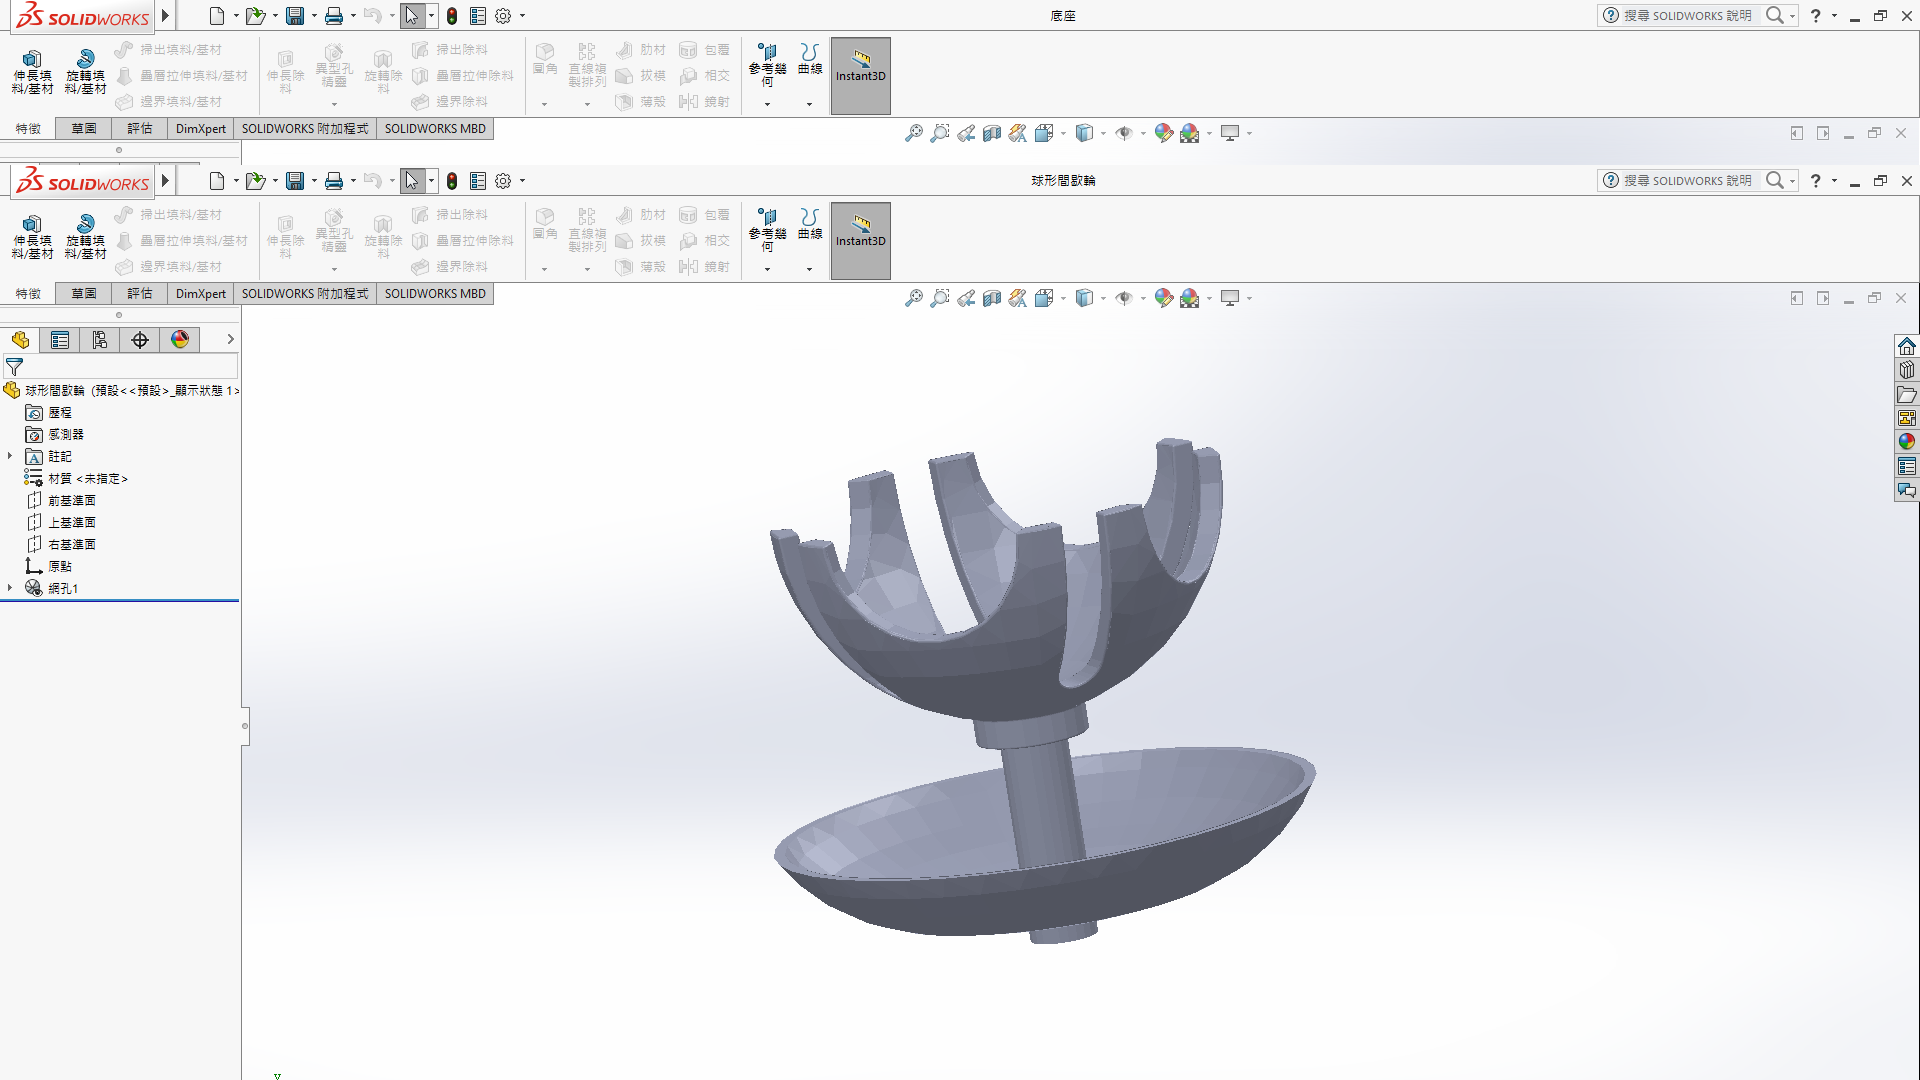 SOLIDWORKS
底座
搜尋 SOLIDWORKS 說明
?
伸長填料/基材
旋轉填料/基材
掃出填料/基材
疊層拉伸填料/基材
邊界填料/基材
伸長除料
異型孔精靈
旋轉除料
掃出除料
疊層拉伸除料
邊界除料
圓角
直線複製排列
肋材
拔模
薄殼
包覆
相交
鏡射
參考幾何
曲線
Instant3D
特徵
草圖
評估
DimXpert
SOLIDWORKS 附加程式
SOLIDWORKS MBD
SOLIDWORKS
球形間歇輪
搜尋 SOLIDWORKS 說明
?
伸長填料/基材
旋轉填料/基材
掃出填料/基材
疊層拉伸填料/基材
邊界填料/基材
伸長除料
異型孔精靈
旋轉除料
掃出除料
疊層拉伸除料
邊界除料
圓角
直線複製排列
肋材
拔模
薄殼
包覆
相交
鏡射
參考幾何
曲線
Instant3D
特徵
草圖
評估
DimXpert
SOLIDWORKS 附加程式
SOLIDWORKS MBD
球形間歇輪 (預設<<預設>_顯示狀態 1>
歷程
感測器
註記
材質 <未指定>
前基準面
上基準面
右基準面
原點
網孔1
Y